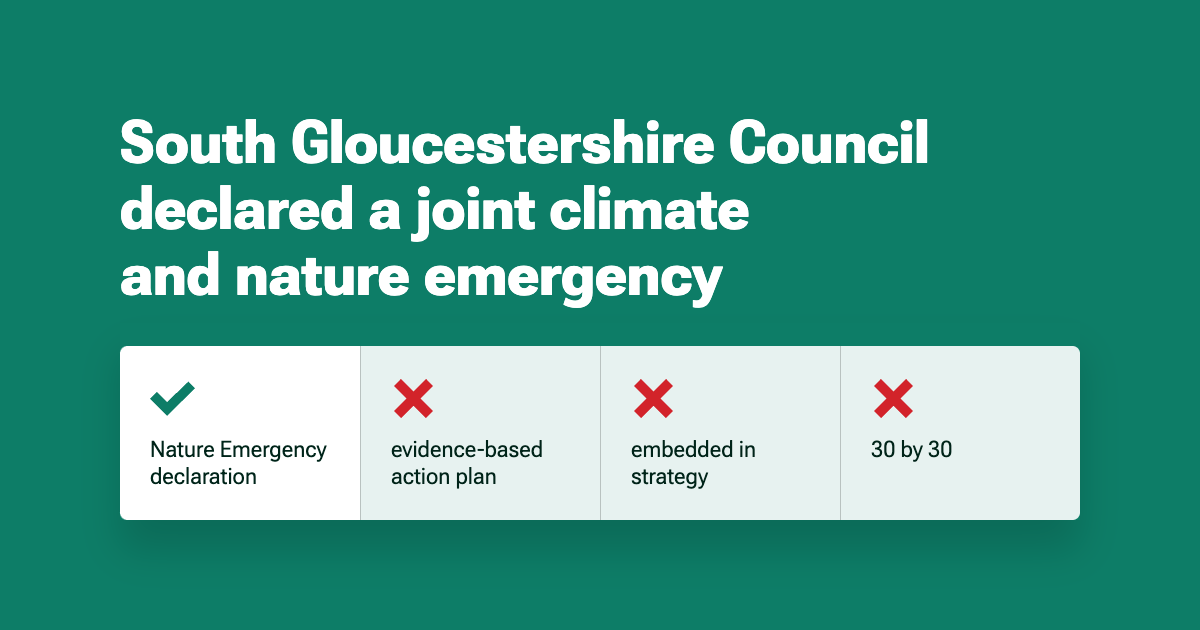 South Gloucestershire Council
declared a joint climate
and nature emergency
Nature Emergency
declaration
evidence-based
action plan
embedded in
strategy
30 by 30